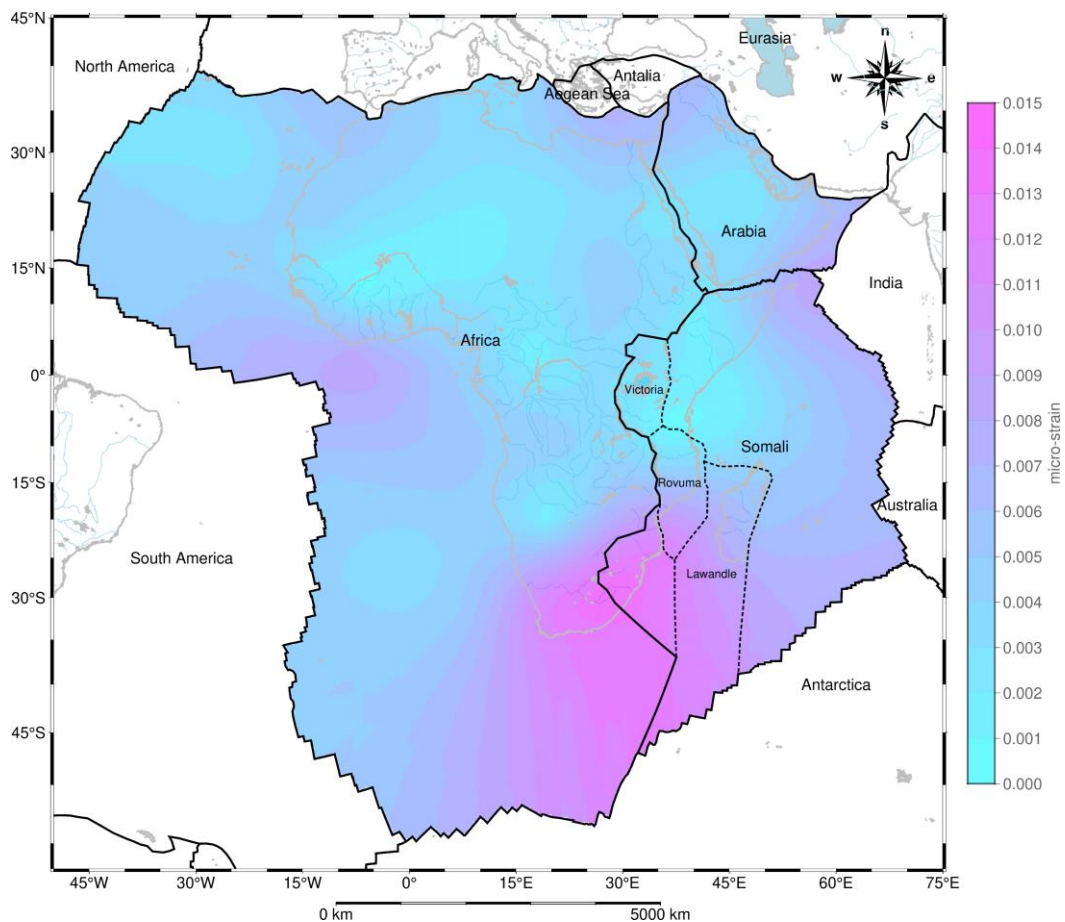 45°N
30°N
15°N
0°
15°S
30°S
45°S
North America
Eurasia
n
w
e
s
Antalia
Aegean Sea
Arabia
India
Africa
Victoria
Somali
Rovuma
Australia
Lawandle
South America
Antarctica
45°W
30°W
15°W
0°
15°E
30°E
45°E
60°E
75°E
0 km
5000 km
0.015
0.014
0.013
0.012
0.011
0.010
0.009
0.008
0.007
0.006
0.005
0.004
0.003
0.002
0.001
0.000
micro-strain